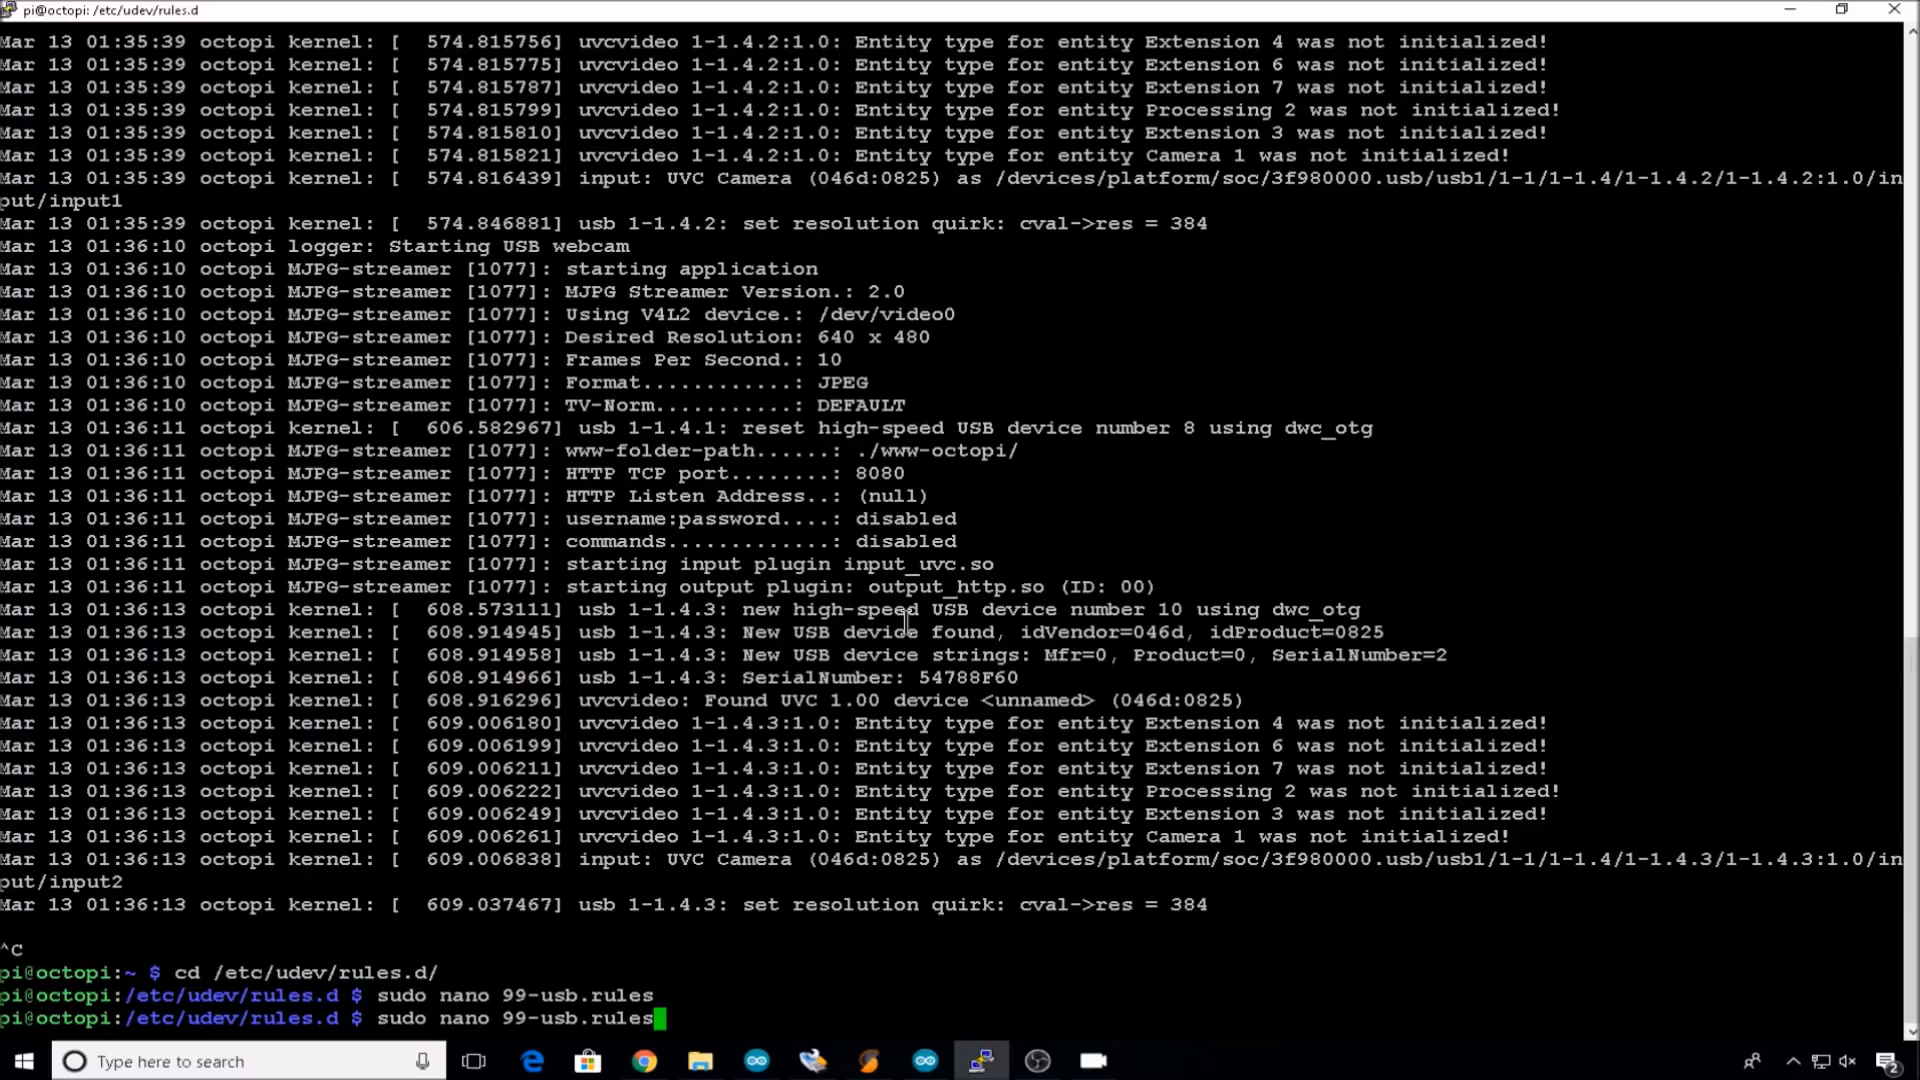 pi@octopi: /etc/udev/rules.d
Mar 13 01:35:39 octopi kernel: [  574.815756] uvcvideo 1-1.4.2:1.0: Entity type for entity Extension 4 was not initialized!
Mar 13 01:35:39 octopi kernel: [  574.815775] uvcvideo 1-1.4.2:1.0: Entity type for entity Extension 6 was not initialized!
Mar 13 01:35:39 octopi kernel: [  574.815787] uvcvideo 1-1.4.2:1.0: Entity type for entity Extension 7 was not initialized!
Mar 13 01:35:39 octopi kernel: [  574.815799] uvcvideo 1-1.4.2:1.0: Entity type for entity Processing 2 was not initialized!
Mar 13 01:35:39 octopi kernel: [  574.815810] uvcvideo 1-1.4.2:1.0: Entity type for entity Extension 3 was not initialized!
Mar 13 01:35:39 octopi kernel: [  574.815821] uvcvideo 1-1.4.2:1.0: Entity type for entity Camera 1 was not initialized!
Mar 13 01:35:39 octopi kernel: [  574.816439] input: UVC Camera (046d:0825) as /devices/platform/soc/3f980000.usb/usb1/1-1/1-1.4/1-1.4.2/1-1.4.2:1.0/in
put/input1
Mar 13 01:35:39 octopi kernel: [  574.846881] usb 1-1.4.2: set resolution quirk: cval->res = 384
Mar 13 01:36:10 octopi logger: Starting USB webcam
Mar 13 01:36:10 octopi MJPG-streamer [1077]: starting application
Mar 13 01:36:10 octopi MJPG-streamer [1077]: MJPG Streamer Version.: 2.0
Mar 13 01:36:10 octopi MJPG-streamer [1077]: Using V4L2 device.: /dev/video0
Mar 13 01:36:10 octopi MJPG-streamer [1077]: Desired Resolution: 640 x 480
Mar 13 01:36:10 octopi MJPG-streamer [1077]: Frames Per Second.: 10
Mar 13 01:36:10 octopi MJPG-streamer [1077]: Format............: JPEG
Mar 13 01:36:10 octopi MJPG-streamer [1077]: TV-Norm...........: DEFAULT
Mar 13 01:36:11 octopi kernel: [  606.582967] usb 1-1.4.1: reset high-speed USB device number 8 using dwc_otg
Mar 13 01:36:11 octopi MJPG-streamer [1077]: www-folder-path......: ./www-octopi/
Mar 13 01:36:11 octopi MJPG-streamer [1077]: HTTP TCP port........: 8080
Mar 13 01:36:11 octopi MJPG-streamer [1077]: HTTP Listen Address..: (null)
Mar 13 01:36:11 octopi MJPG-streamer [1077]: username:password....: disabled
Mar 13 01:36:11 octopi MJPG-streamer [1077]: commands.............: disabled
Mar 13 01:36:11 octopi MJPG-streamer [1077]: starting input plugin input_uvc.so
Mar 13 01:36:11 octopi MJPG-streamer [1077]: starting output plugin: output_http.so (ID: 00)
Mar 13 01:36:13 octopi kernel: [  608.573111] usb 1-1.4.3: new high-speed USB device number 10 using dwc_otg
Mar 13 01:36:13 octopi kernel: [  608.914945] usb 1-1.4.3: New USB device found, idVendor=046d, idProduct=0825
Mar 13 01:36:13 octopi kernel: [  608.914958] usb 1-1.4.3: New USB device strings: Mfr=0, Product=0, SerialNumber=2
Mar 13 01:36:13 octopi kernel: [  608.914966] usb 1-1.4.3: SerialNumber: 54788F60
Mar 13 01:36:13 octopi kernel: [  608.916296] uvcvideo: Found UVC 1.00 device <unnamed> (046d:0825)
Mar 13 01:36:13 octopi kernel: [  609.006180] uvcvideo 1-1.4.3:1.0: Entity type for entity Extension 4 was not initialized!
Mar 13 01:36:13 octopi kernel: [  609.006199] uvcvideo 1-1.4.3:1.0: Entity type for entity Extension 6 was not initialized!
Mar 13 01:36:13 octopi kernel: [  609.006211] uvcvideo 1-1.4.3:1.0: Entity type for entity Extension 7 was not initialized!
Mar 13 01:36:13 octopi kernel: [  609.006222] uvcvideo 1-1.4.3:1.0: Entity type for entity Processing 2 was not initialized!
Mar 13 01:36:13 octopi kernel: [  609.006249] uvcvideo 1-1.4.3:1.0: Entity type for entity Extension 3 was not initialized!
Mar 13 01:36:13 octopi kernel: [  609.006261] uvcvideo 1-1.4.3:1.0: Entity type for entity Camera 1 was not initialized!
Mar 13 01:36:13 octopi kernel: [  609.006838] input: UVC Camera (046d:0825) as /devices/platform/soc/3f980000.usb/usb1/1-1/1-1.4/1-1.4.3/1-1.4.3:1.0/in
put/input2
Mar 13 01:36:13 octopi kernel: [  609.037467] usb 1-1.4.3: set resolution quirk: cval->res = 384
^C
pi@octopi:~ $ cd /etc/udev/rules.d/
pi@octopi:/etc/udev/rules.d $ sudo nano 99-usb.rules
pi@octopi:/etc/udev/rules.d $ sudo nano 99-usb.rules
Type here to search
2